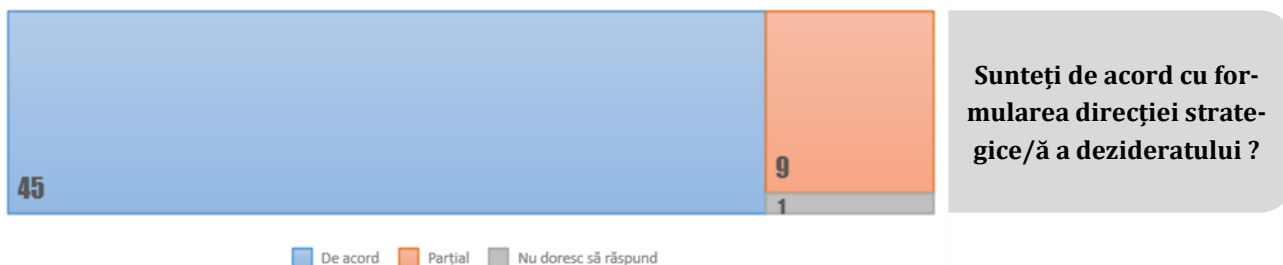 45
9
1
De acord Parțial Nu doresc să răspund
Sunteți de acord cu for-
mularea direcției strate-
gice/ă a dezideratului ?